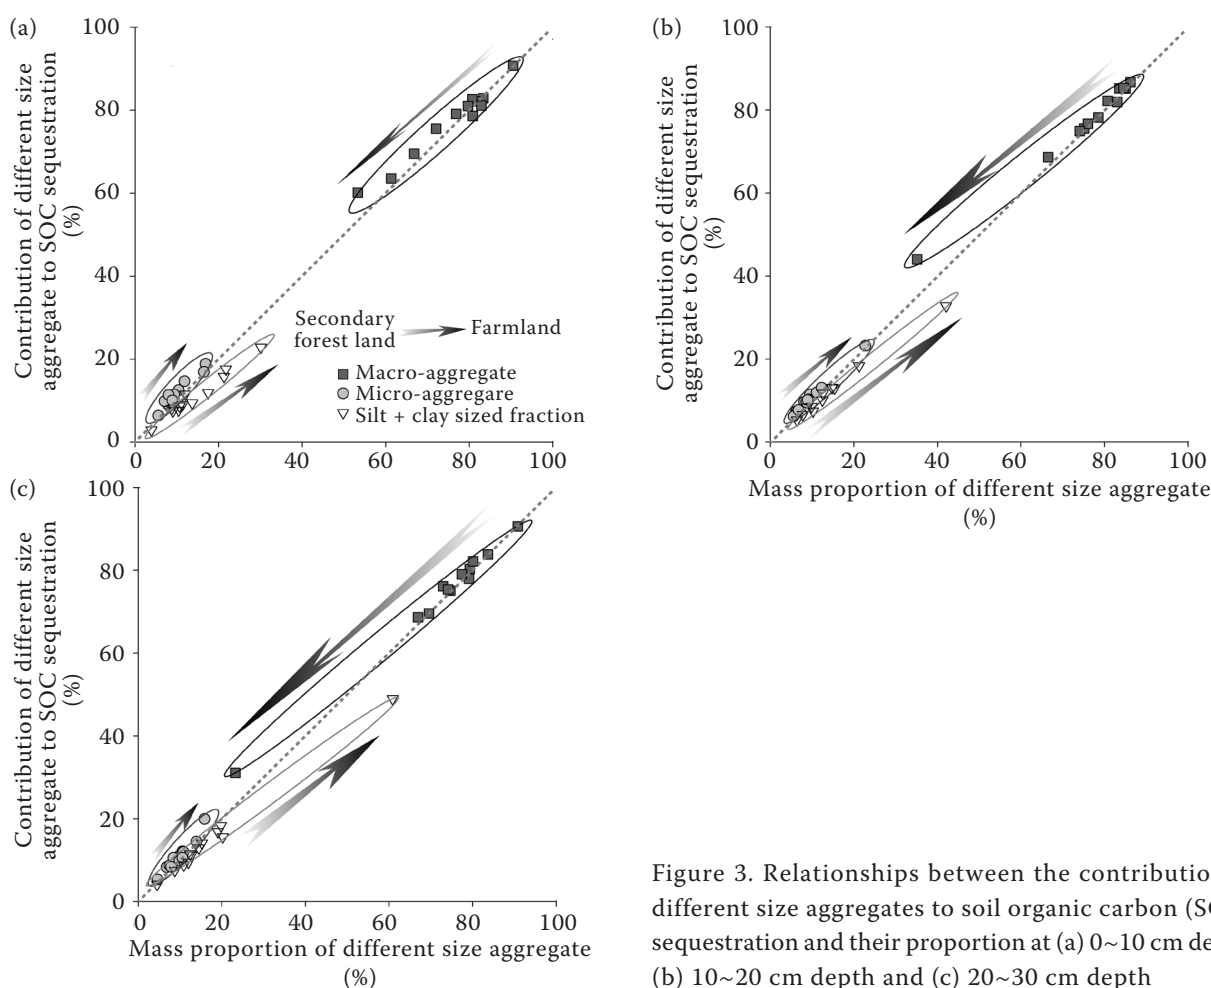 (a)
Contribution of different size
aggregate to SOC sequestration
(%)
100
80
60
40
20
0
0
20
40
60
80
100
Secondary
forest land
Farmland
Macro-aggregate
Micro-aggregare
Silt + clay sized fraction
(b)
Contribution of different size
aggregate to SOC sequestration
(%)
100
80
60
40
20
0
0
20
40
60
80
100
Mass proportion of different size aggregate
(%)
(c)
Contribution of different size
aggregate to SOC sequestration
(%)
100
80
60
40
20
0
0
20
40
60
80
100
Mass proportion of different size aggregate
(%)
Figure 3. Relationships between the contributio
different size aggregates to soil organic carbon (SO
sequestration and their proportion at (a) 0~10 cm de
(b) 10~20 cm depth and (c) 20~30 cm depth